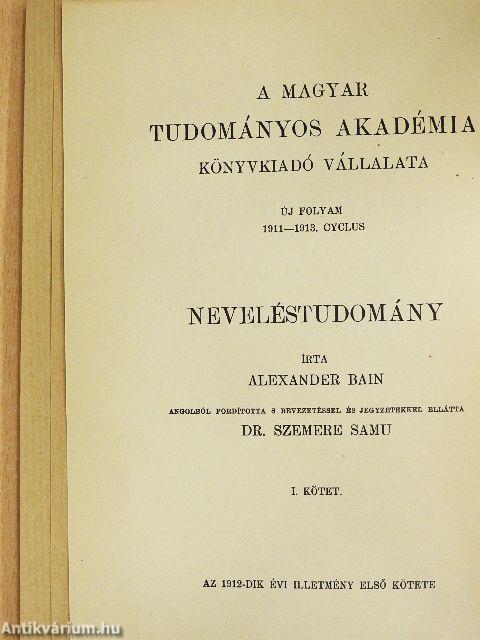 A MAGYAR
TUDOMÁNYOS AKADÉMIA
KÖNYVKIADÓ VÁLLALATA
ÚJ FOLYAM
1911—1913. CYCLUS
NEVELÉSTUDOMÁNY
ÍRTA
ALEXANDER BAIN
ANGOLBÓL FORDÍTOTTA S BEVEZETÉSSEL ÉS JEGYZETEKKEL ELLÁTTA
DR. SZEMERE SAMU
I. KÖTET.
AZ 1912-DIK ÉVI ILLETMÉNY ELSŐ KÖTETE
Antikvárium.hu